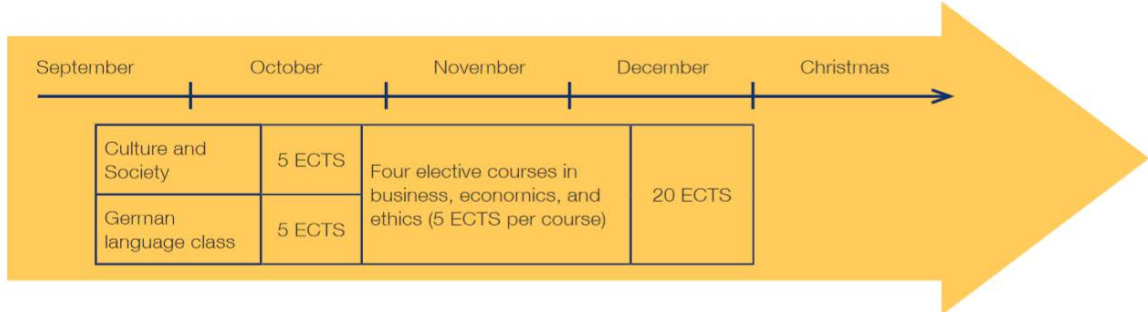 September October November December Christmas
Culture and
Society
5 ECTS
German
language class
5 ECTS
Four elective courses in
business, economics, and
ethics (5 ECTS per course)
20 ECTS